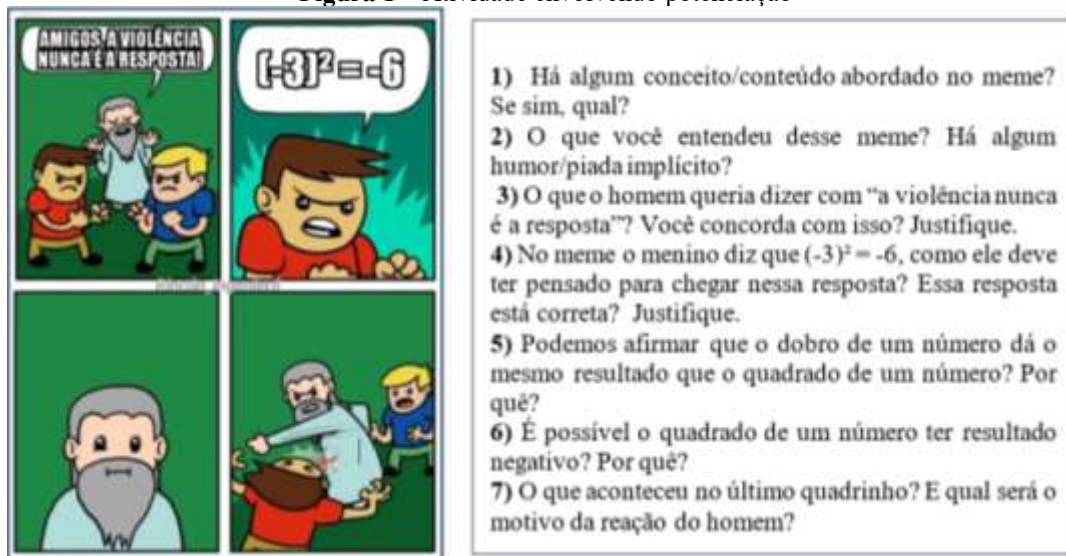 AMIGOS, A VIOLÊNCIA
NUNCA É A RESPOSTA!
(-3)² = -6
1) Há algum conceito/conteúdo abordado no meme?
Se sim, qual?
2) O que você entendeu desse meme? Há algum
humor/piada implícito?
3) O que o homem queria dizer com “a violência nunca
é a resposta”? Você concorda com isso? Justifique.
4) No meme o menino diz que (-3)² = -6, como ele deve
ter pensado para chegar nessa resposta? Essa resposta
está correta? Justifique.
5) Podemos afirmar que o dobro de um número dá o
mesmo resultado que o quadrado de um número? Por
quê?
6) É possível o quadrado de um número ter resultado
negativo? Por quê?
7) O que aconteceu no último quadrinho? E qual será o
motivo da reação do homem?